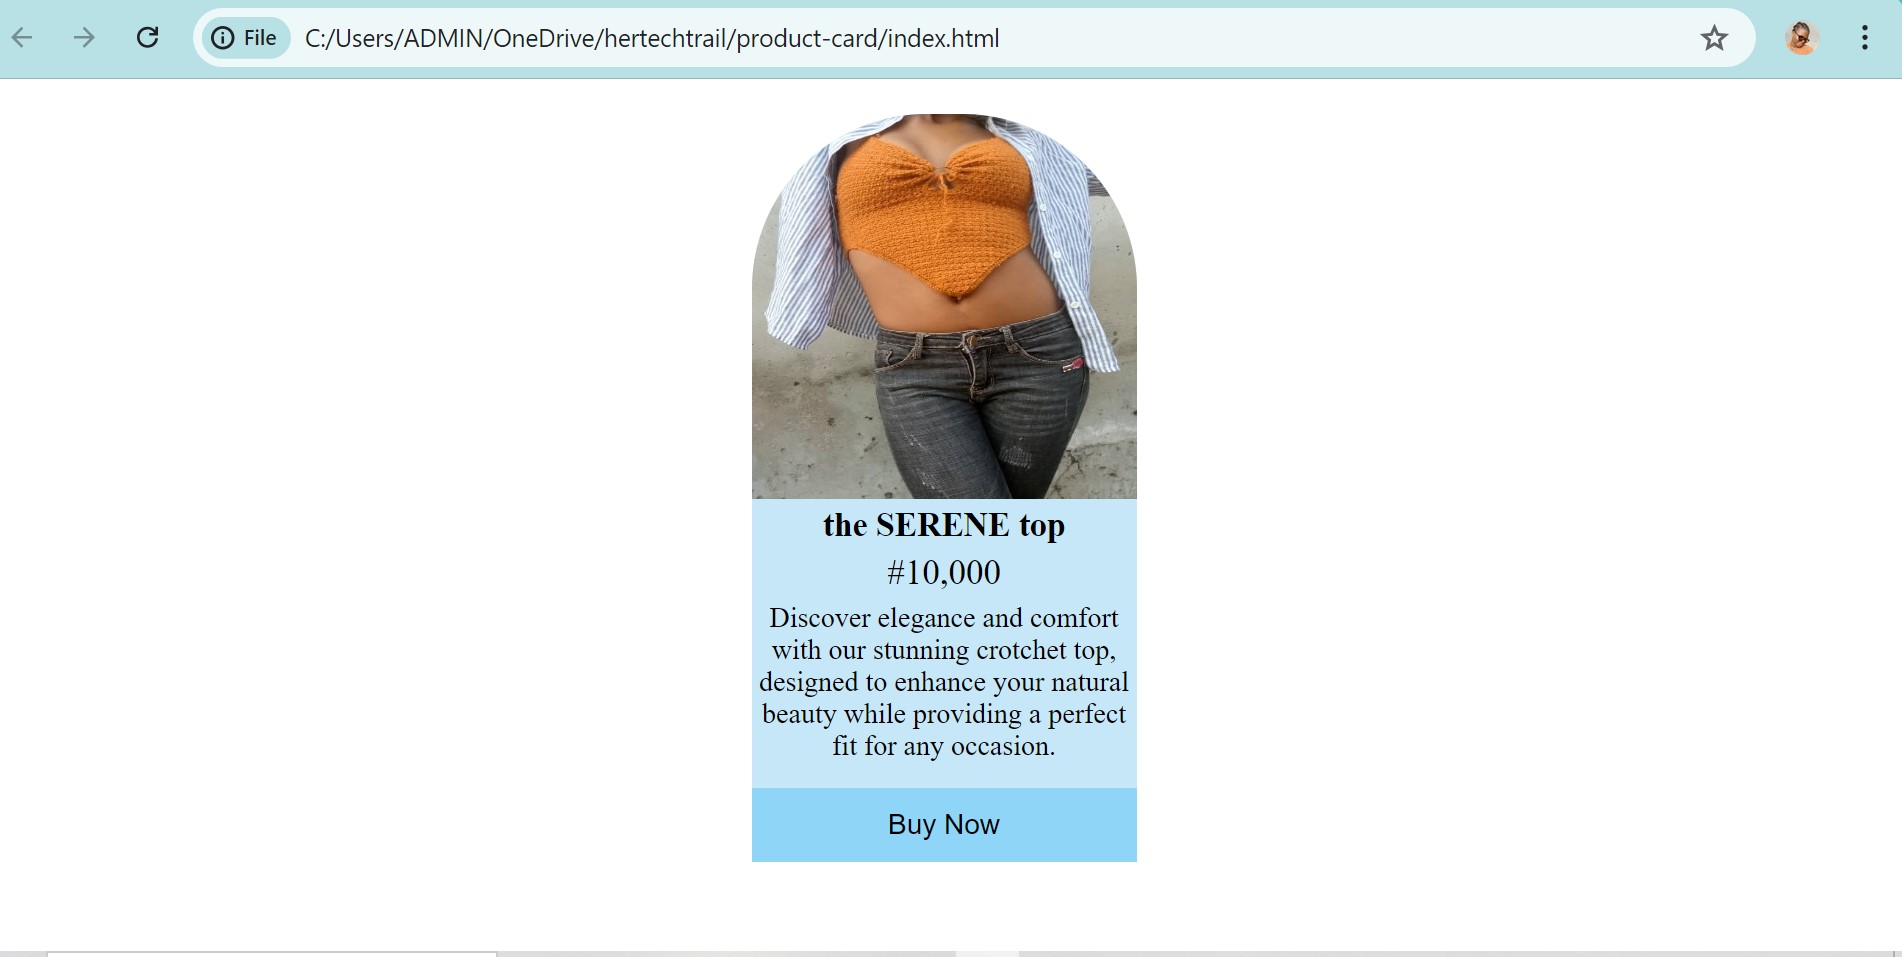 File C:/Users/ADMIN/OneDrive/hertechtrail/product-card/index.html
the SERENE top
#10,000
Discover elegance and comfort
with our stunning crotchet top,
designed to enhance your natural
beauty while providing a perfect
fit for any occasion.
Buy Now